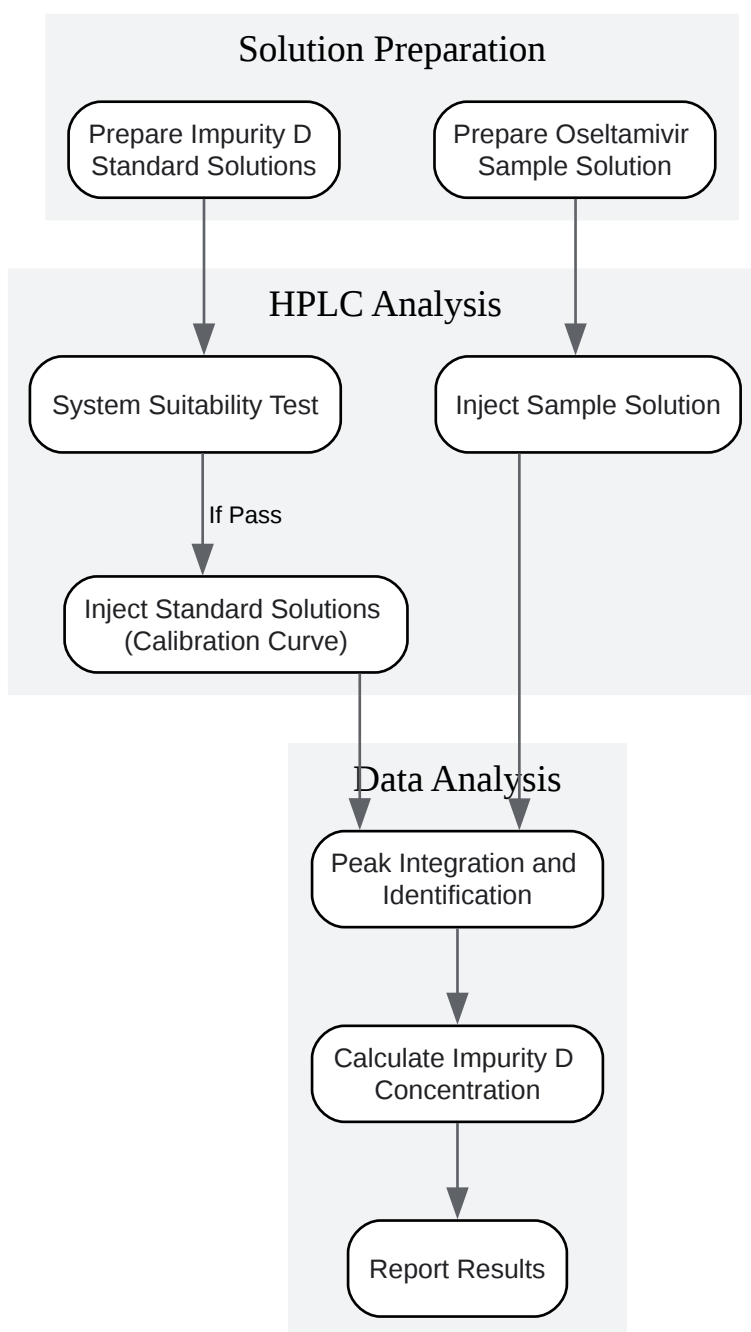 Solution Preparation
Prepare Impurity D
Standard Solutions
Prepare Oseltamivir
Sample Solution
HPLC Analysis
System Suitability Test
Inject Sample Solution
If Pass
Inject Standard Solutions
(Calibration Curve)
Data Analysis
Peak Integration and
Identification
Calculate Impurity D
Concentration
Report Results